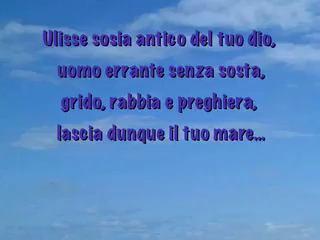 Ulisse sosia antico del tuo dio,
uomo errante senza sosta,
grido, rabbia e preghiera,
lascia dunque il tuo mare...